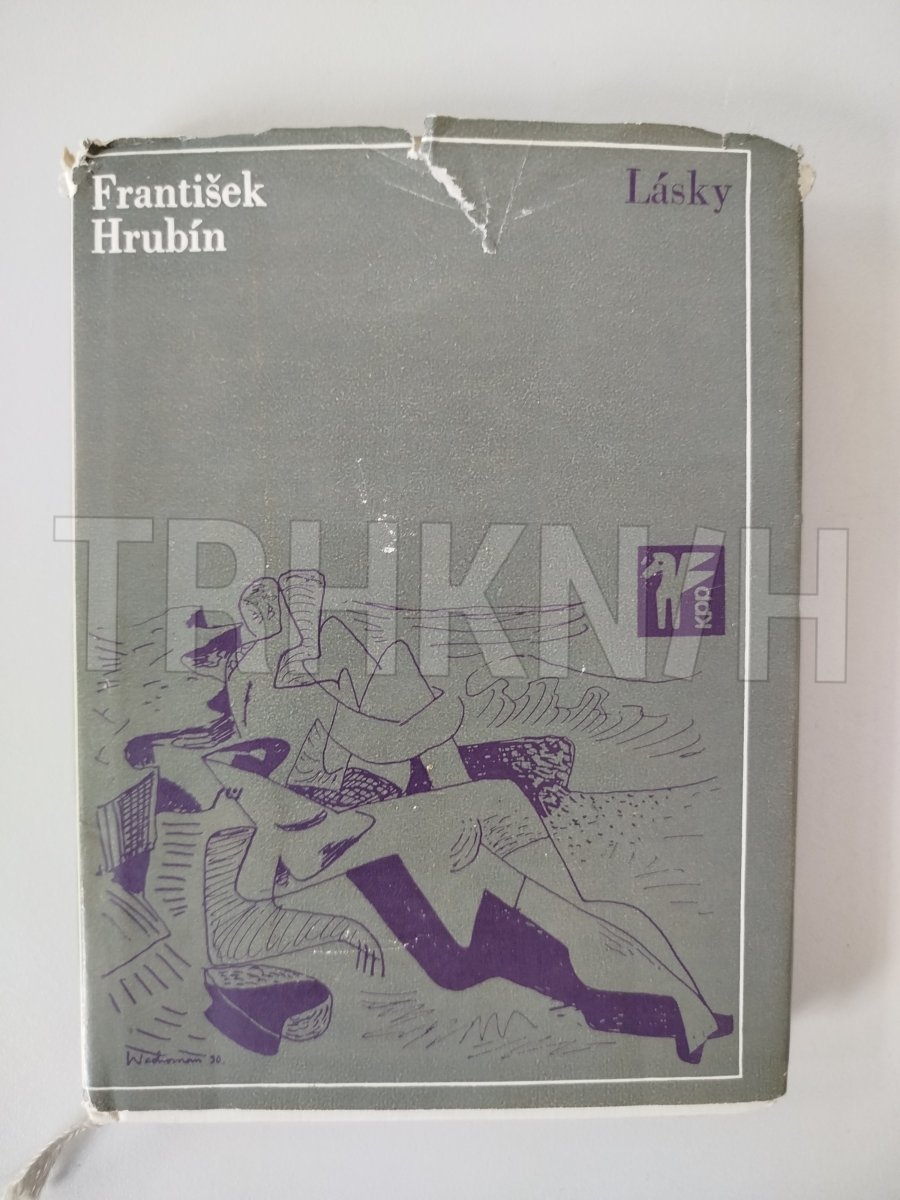 František
Hrubín
Lásky
TRHKNIH
kpp